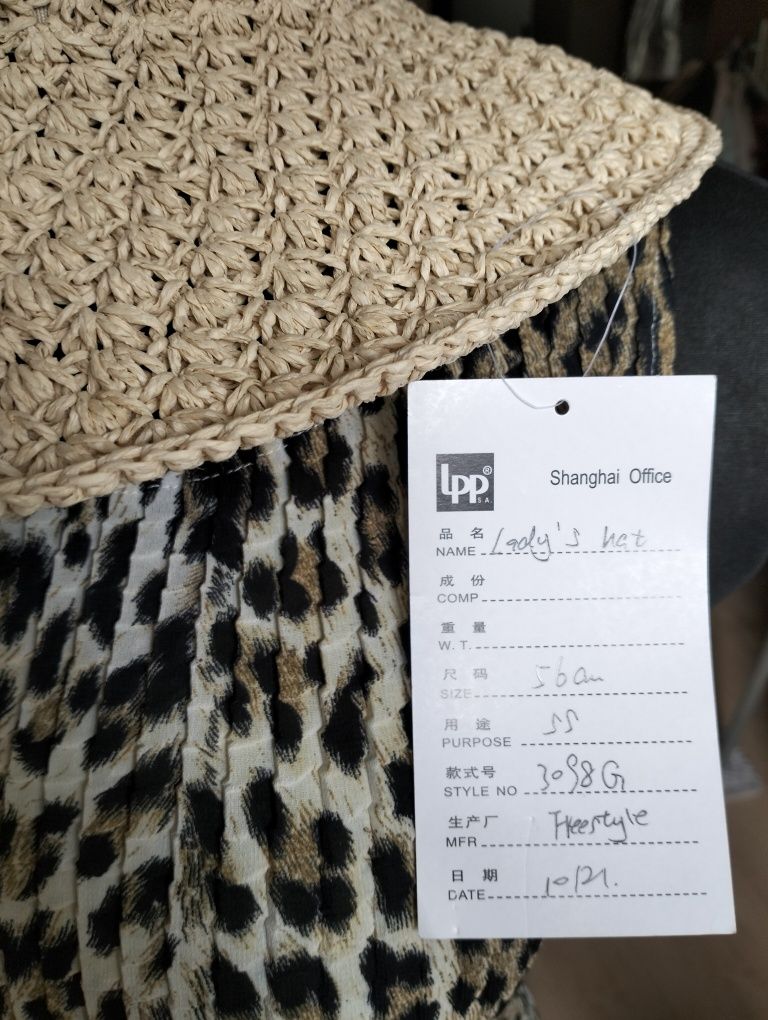 LPP® S.A.
Shanghai Office
品 名
NAME Lady's hat
成 份
COMP
重 量
W. T.
尺 码
SIZE 56cm
用 途
PURPOSE SS
款式号
STYLE NO 3098G
生产厂
MFR Freestyle
日 期
DATE 10/21.